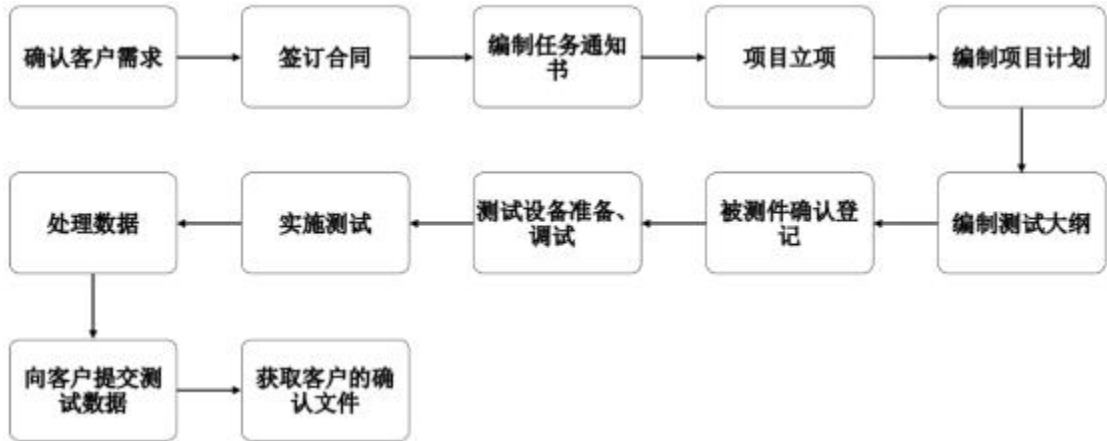 确认客户需求
签订合同
编制任务通知
书
项目立项
编制项目计划
处理数据
实施测试
测试设备准备、
调试
被测件确认登
记
编制测试大纲
向客户提交测
试数据
获取客户的确
认文件